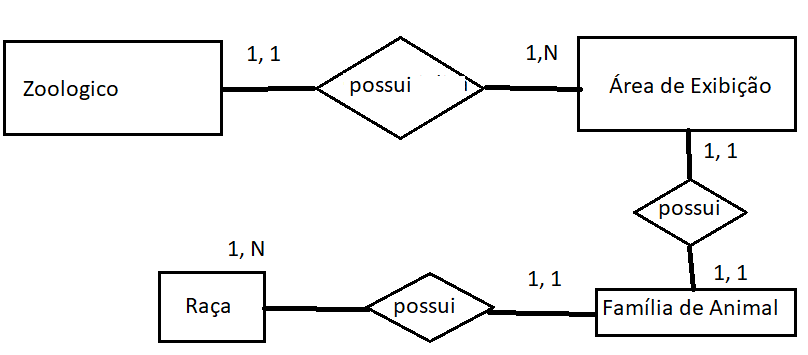 1, 1
1,N
Zoologico
possui i
Área de Exibição
1, 1
possui
1, N
1, 1
1, 1
Raça
possui
Família de Animal